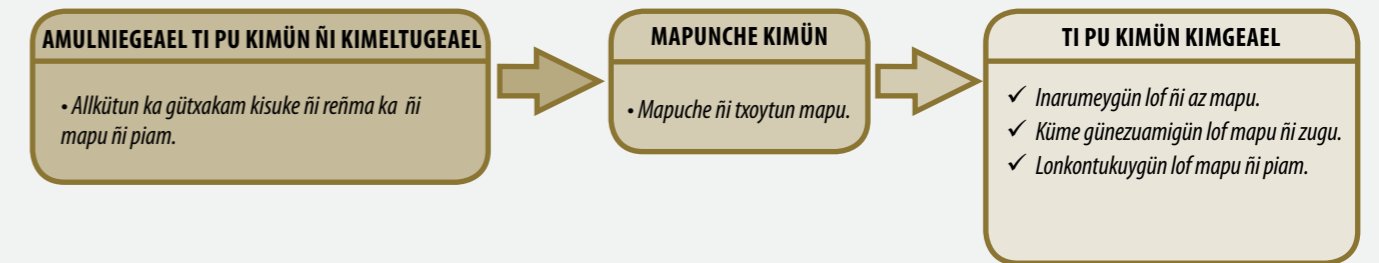 AMULNIEGEAEL TI PU KIMÜN ÑI KIMELTUGEAEL
• Allkütun ka gütxakam kisuke ñi reñma ka ñi
mapu ñi piam.
MAPUNCHE KIMÜN
• Mapuche ñi txoytun mapu.
TI PU KIMÜN KIMGEAEL
✓ Inarumeygün lof ñi az mapu.
✓ Küme günezuamigün lof mapu ñi zugu.
✓ Lonkontukuygün lof mapu ñi piam.